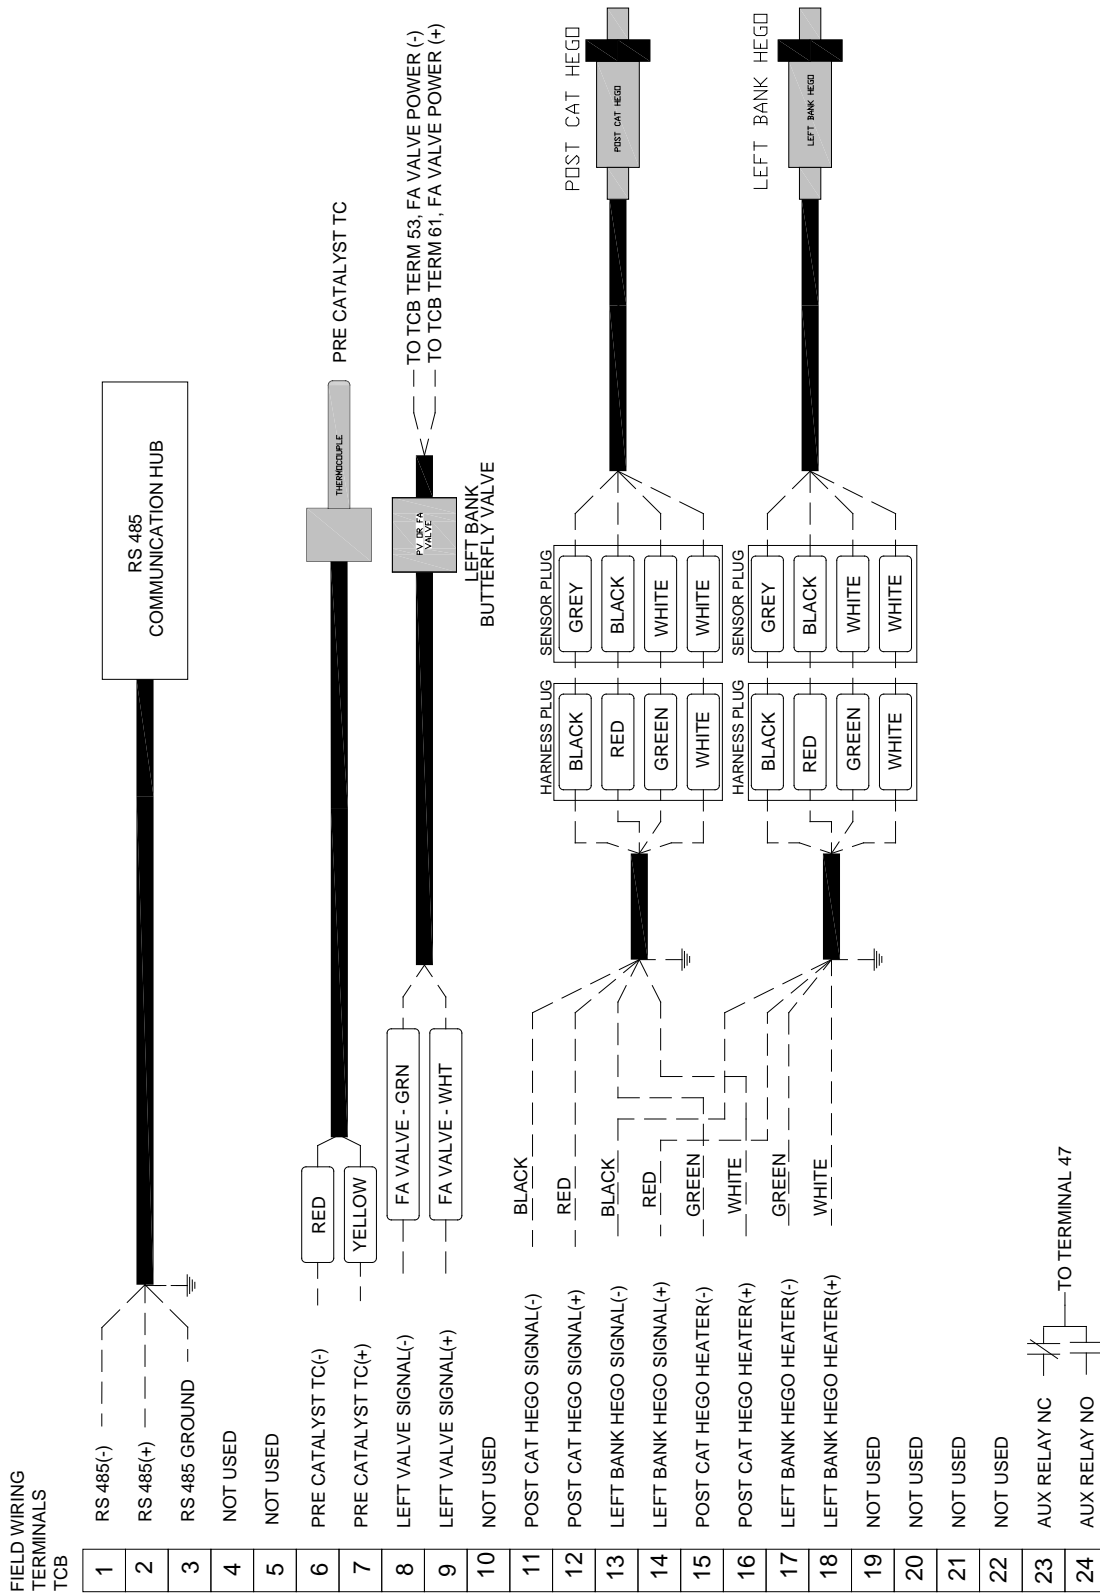 FIELD WIRING
TERMINALS
TCB
1
RS 485(-)
2
RS 485(+)
3
RS 485 GROUND
4
NOT USED
5
NOT USED
6
PRE CATALYST TC(-)
7
PRE CATALYST TC(+)
8
LEFT VALVE SIGNAL(-)
9
LEFT VALVE SIGNAL(+)
10
NOT USED
11
POST CAT HEGO SIGNAL(-)
12
POST CAT HEGO SIGNAL(+)
13
LEFT BANK HEGO SIGNAL(-)
14
LEFT BANK HEGO SIGNAL(+)
15
POST CAT HEGO HEATER(-)
16
POST CAT HEGO HEATER(+)
17
LEFT BANK HEGO HEATER(-)
18
LEFT BANK HEGO HEATER(+)
19
NOT USED
20
NOT USED
21
NOT USED
22
NOT USED
23
AUX RELAY NC
24
AUX RELAY NO
TO TERMINAL 47
RS 485
COMMUNICATION HUB
RED
YELLOW
THERMOCOUPLE
PRE CATALYST TC
FA VALVE - GRN
FA VALVE - WHT
PV OR FA
VALVE
LEFT BANK
BUTTERFLY VALVE
TO TCB TERM 53, FA VALVE POWER (-)
TO TCB TERM 61, FA VALVE POWER (+)
BLACK
RED
BLACK
RED
GREEN
WHITE
GREEN
WHITE
HARNESS PLUG
BLACK
RED
GREEN
WHITE
SENSOR PLUG
GREY
BLACK
WHITE
WHITE
POST CAT HEGO
POST CAT HEGO
HARNESS PLUG
BLACK
RED
GREEN
WHITE
SENSOR PLUG
GREY
BLACK
WHITE
WHITE
LEFT BANK HEGO
LEFT BANK HEGO